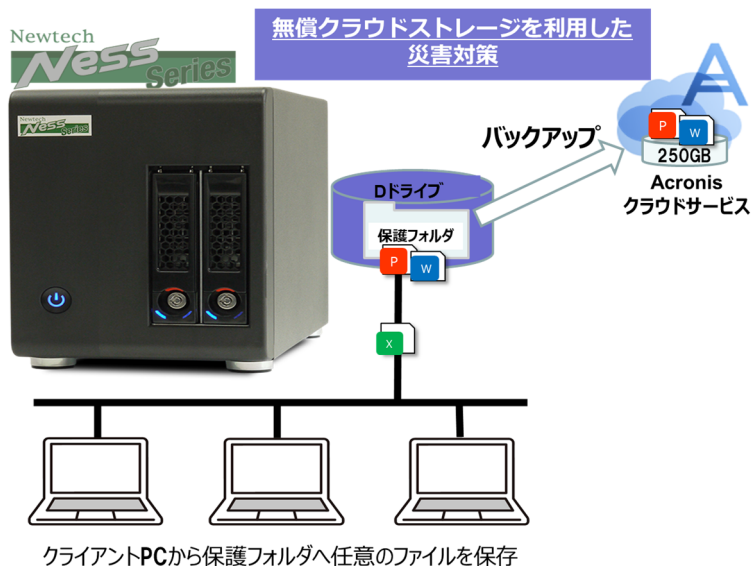 Newtech
Ness
Series
無償クラウドストレージを利用した
災害対策
Newtech
Ness
Series
バックアップ
P
W
250GB
Acronis
クラウドサービス
Dドライブ
保護フォルダ
P
W
X
クライアントPCから保護フォルダへ任意のファイルを保存